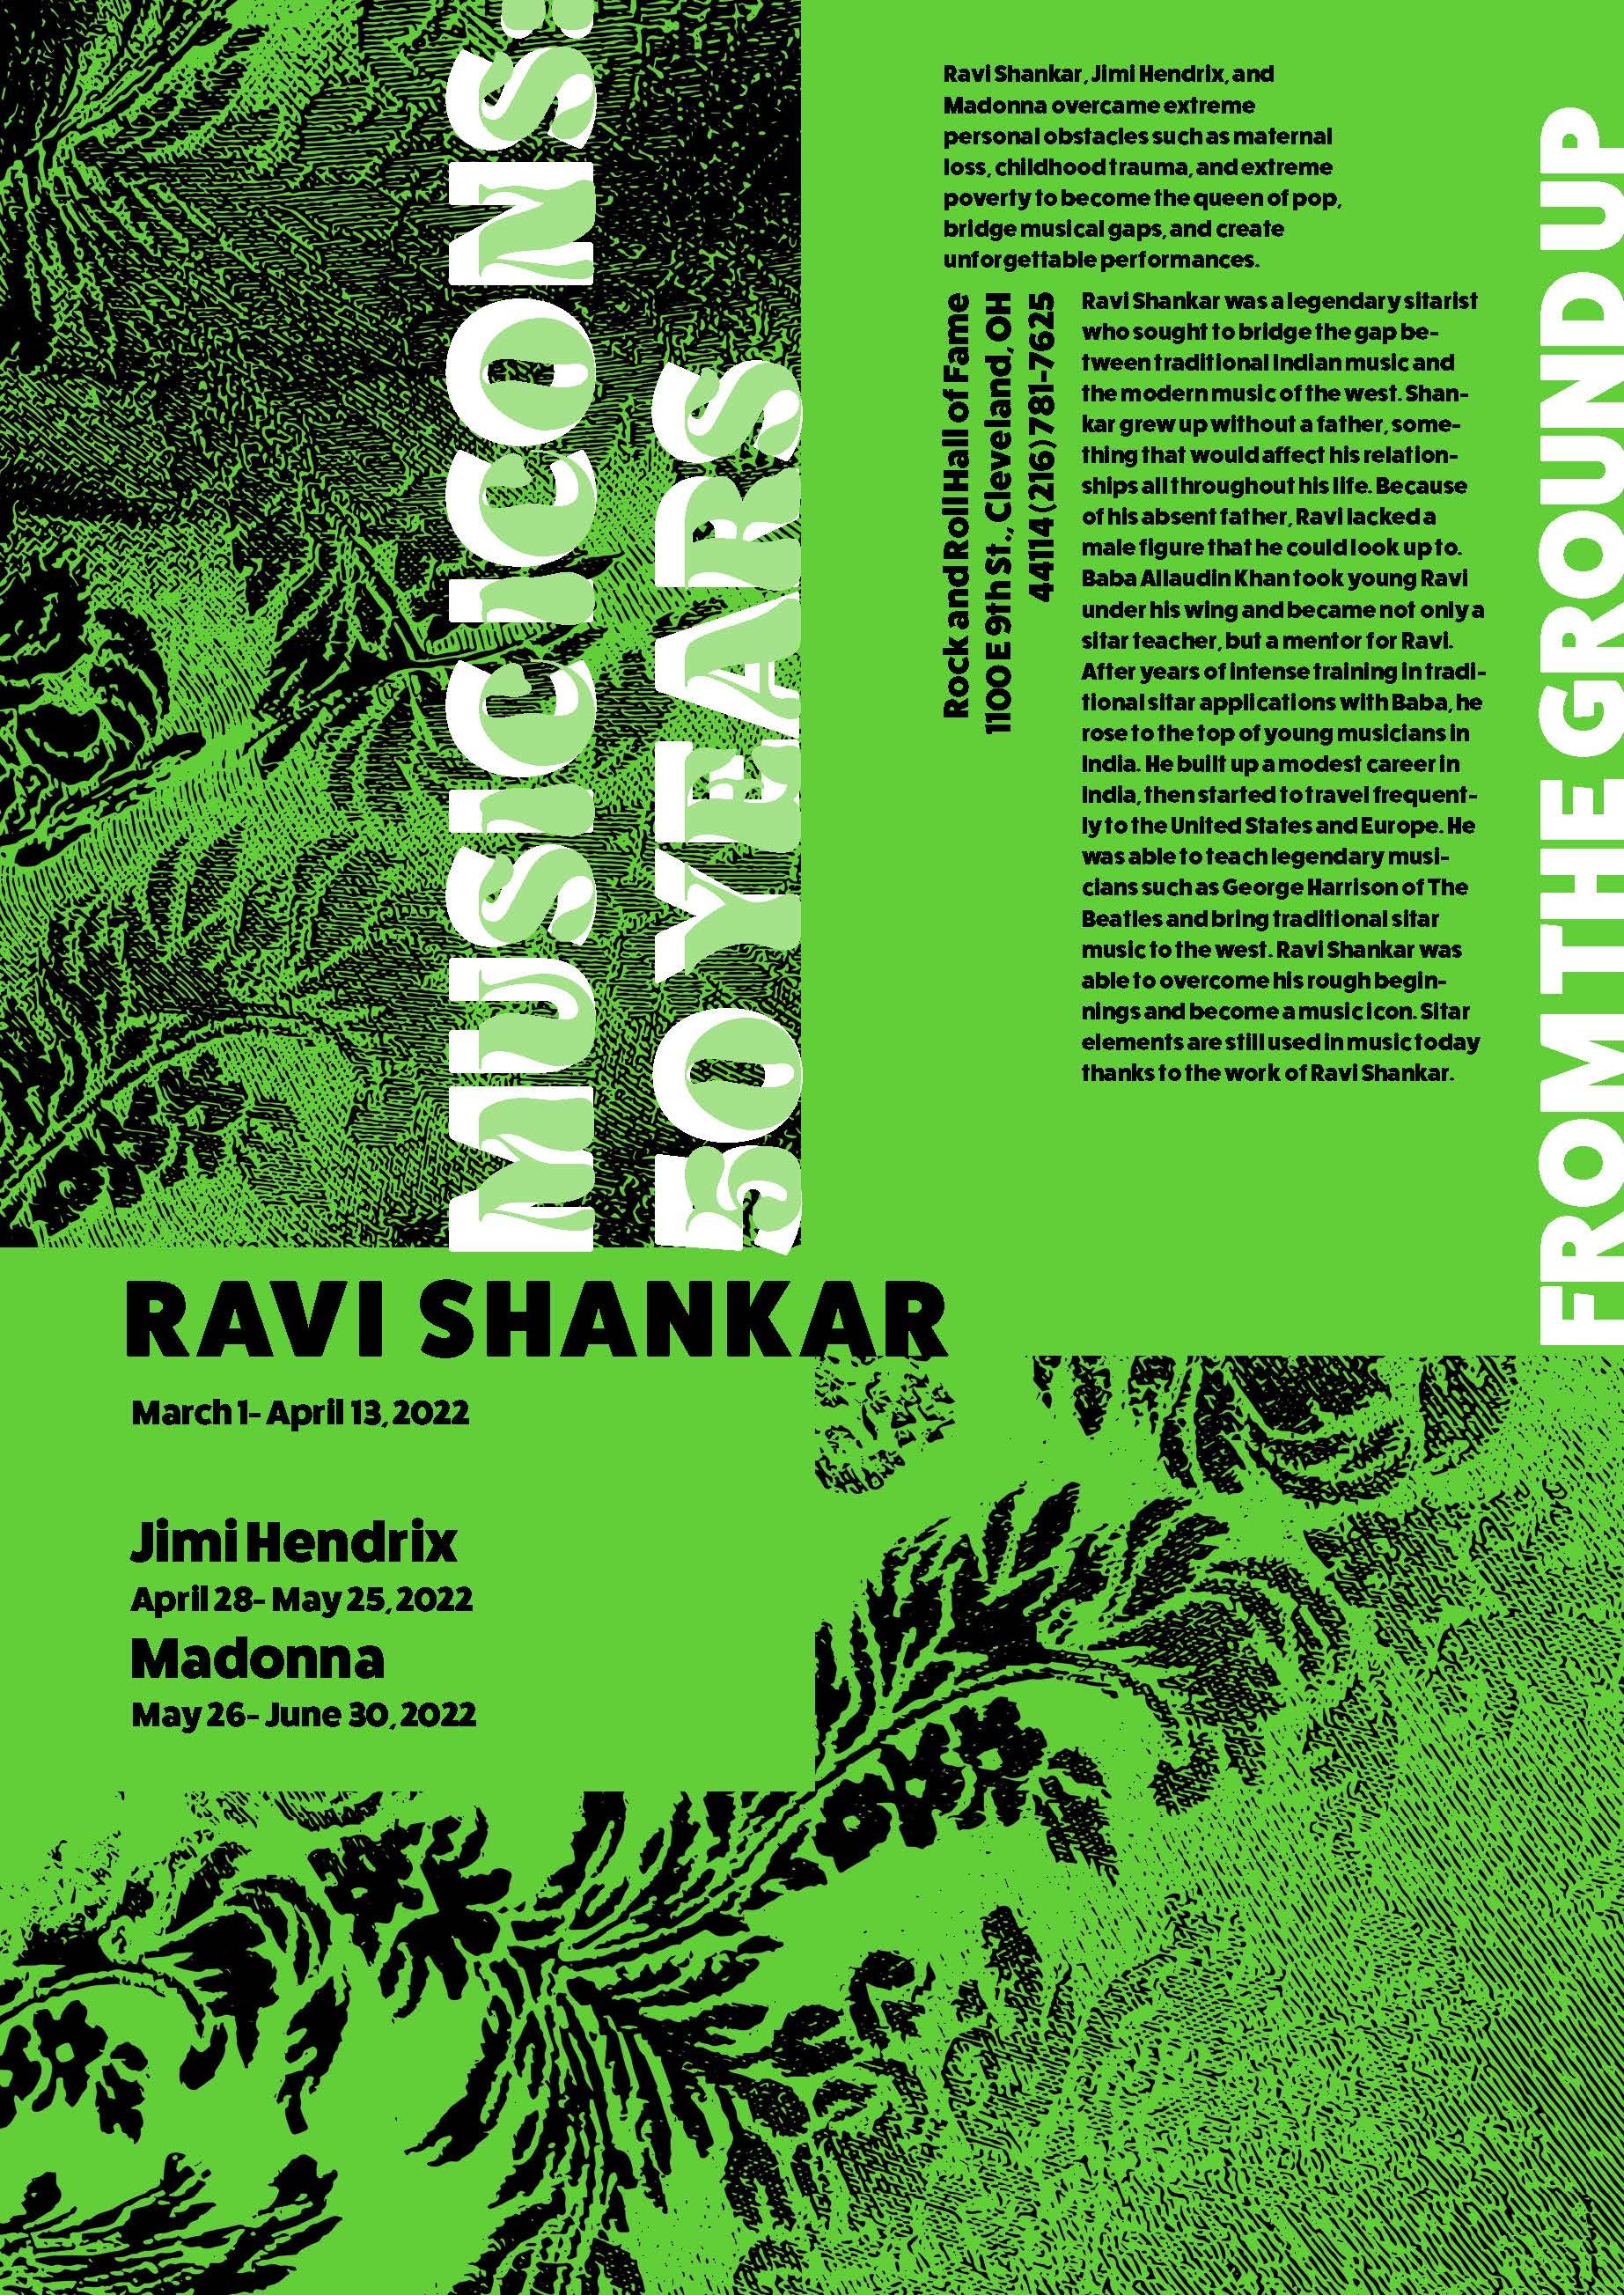 MUSIC ICONS:
50 YEARS
FROM THE GROUND UP
Ravi Shankar, Jimi Hendrix, and
Madonna overcame extreme
personal obstacles such as maternal
loss, childhood trauma, and extreme
poverty to become the queen of pop,
bridge musical gaps, and create
unforgettable performances.
Rock and Roll Hall of Fame
1100 E 9th St., Cleveland, OH
44114 (216) 781-7625
Ravi Shankar was a legendary sitarist
who sought to bridge the gap be-
tween traditional Indian music and
the modern music of the west. Shan-
kar grew up without a father, some-
thing that would affect his relation-
ships all throughout his life. Because
of his absent father, Ravi lacked a
male figure that he could look up to.
Baba Allaudin Khan took young Ravi
under his wing and became not only a
sitar teacher, but a mentor for Ravi.
After years of intense training in tradi-
tional sitar applications with Baba, he
rose to the top of young musicians in
India. He built up a modest career in
India, then started to travel frequent-
ly to the United States and Europe. He
was able to teach legendary musi-
cians such as George Harrison of The
Beatles and bring traditional sitar
music to the west. Ravi Shankar was
able to overcome his rough begin-
nings and become a music icon. Sitar
elements are still used in music today
thanks to the work of Ravi Shankar.
RAVI SHANKAR
March 1- April 13, 2022
Jimi Hendrix
April 28- May 25, 2022
Madonna
May 26- June 30, 2022